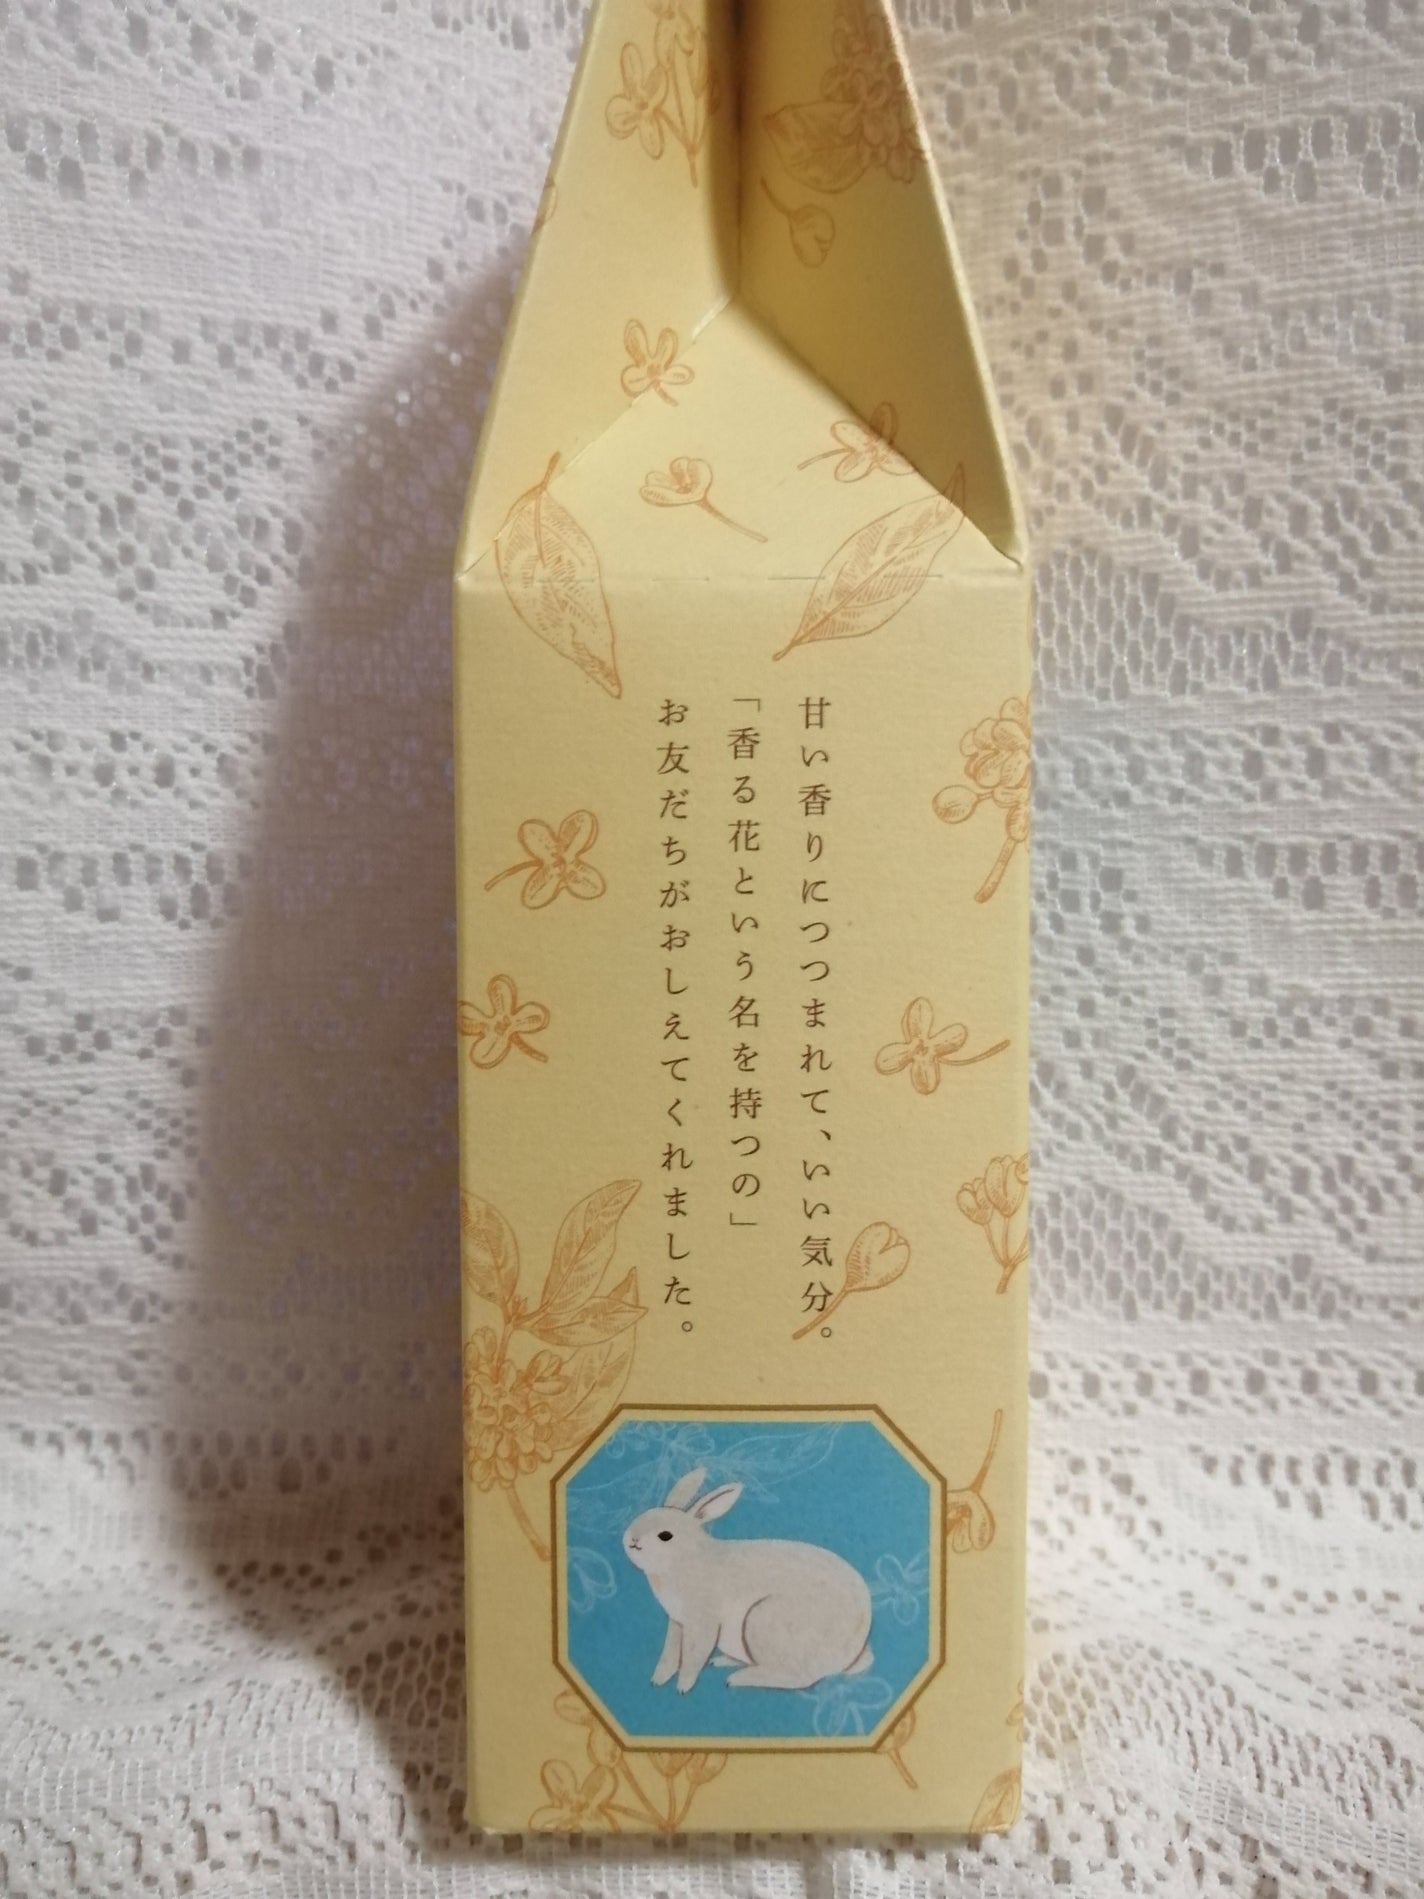 甘い香りにつつまれて、いい気分。
「香る花という名を持つの」
お友だちがおしえてくれました。